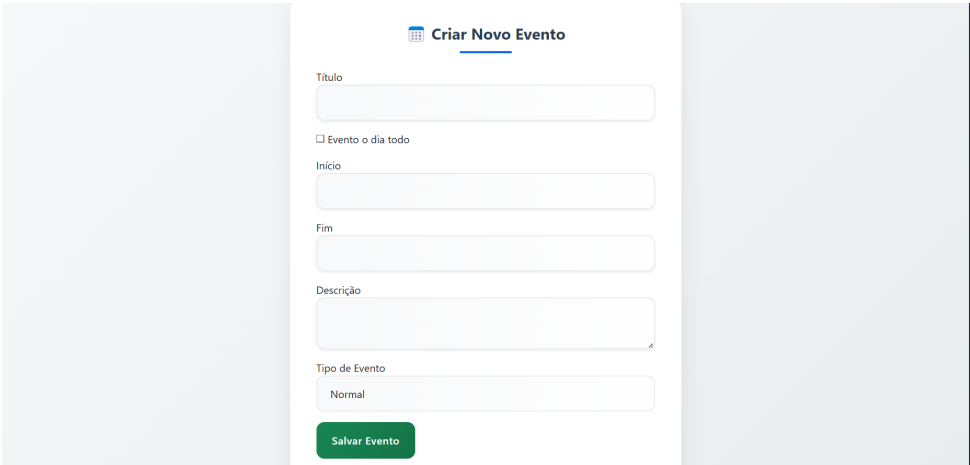 Criar Novo Evento
Título
Evento o dia todo
Início
Fim
Descrição
Tipo de Evento
Normal
Salvar Evento